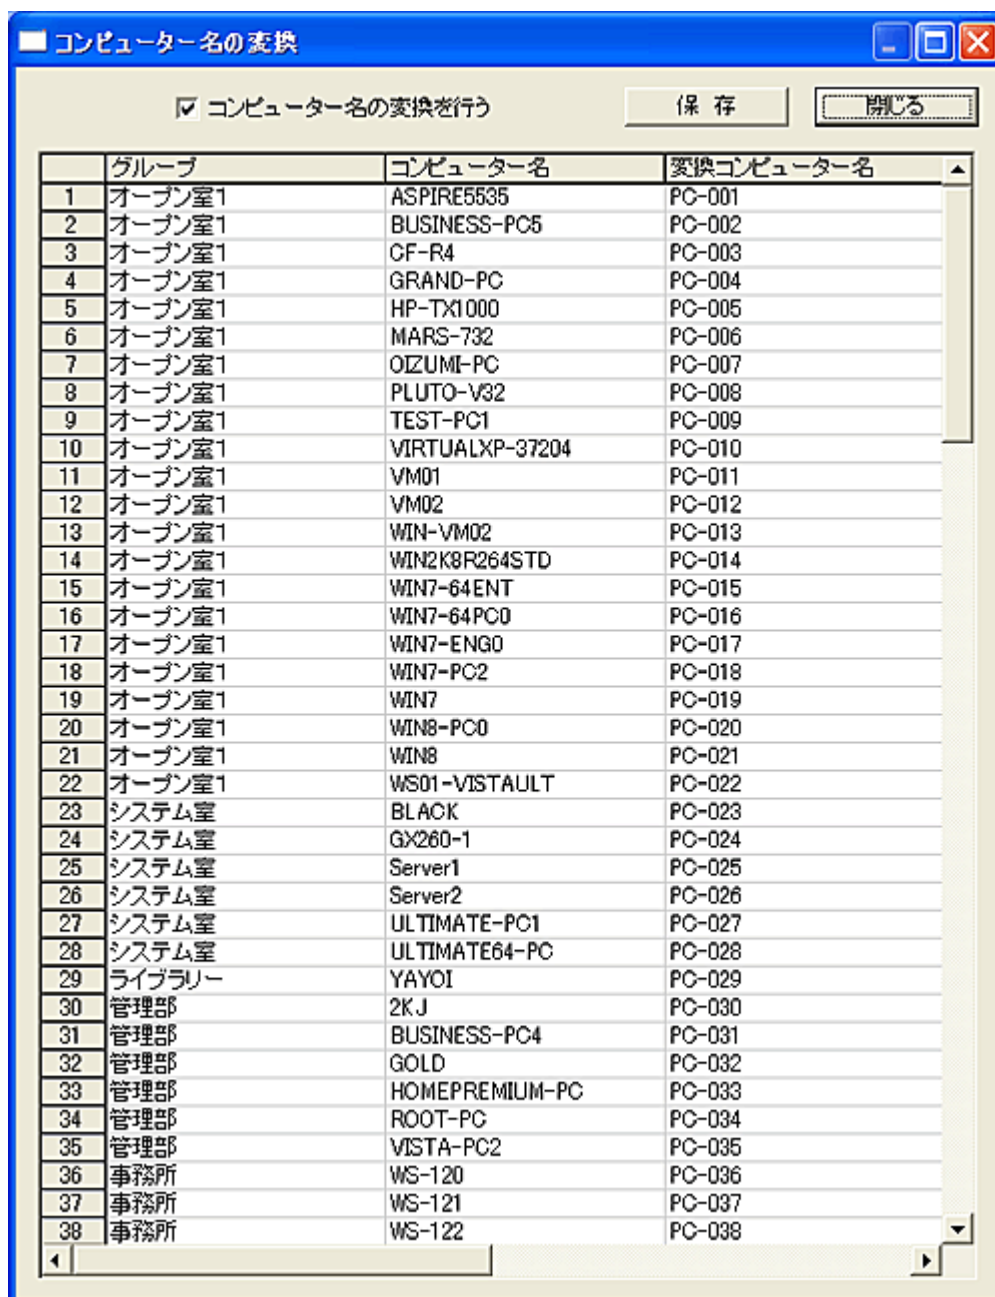 コンピューター名の変換
コンピューター名の変換を行う 保 存 閉じる
グループ コンピューター名 変換コンピューター名
1 オープン室1 ASPIRE5535 PC-001
2 オープン室1 BUSINESS-PC5 PC-002
3 オープン室1 CF-R4 PC-003
4 オープン室1 GRAND-PC PC-004
5 オープン室1 HP-TX1000 PC-005
6 オープン室1 MARS-732 PC-006
7 オープン室1 OIZUMI-PC PC-007
8 オープン室1 PLUTO-V32 PC-008
9 オープン室1 TEST-PC1 PC-009
10 オープン室1 VIRTUALXP-37204 PC-010
11 オープン室1 VM01 PC-011
12 オープン室1 VM02 PC-012
13 オープン室1 WIN-VM02 PC-013
14 オープン室1 WIN2K8R264STD PC-014
15 オープン室1 WIN7-64ENT PC-015
16 オープン室1 WIN7-64PC0 PC-016
17 オープン室1 WIN7-ENG0 PC-017
18 オープン室1 WIN7-PC2 PC-018
19 オープン室1 WIN7 PC-019
20 オープン室1 WIN8-PC0 PC-020
21 オープン室1 WIN8 PC-021
22 オープン室1 WS01-VISTAULT PC-022
23 システム室 BLACK PC-023
24 システム室 GX260-1 PC-024
25 システム室 Server1 PC-025
26 システム室 Server2 PC-026
27 システム室 ULTIMATE-PC1 PC-027
28 システム室 ULTIMATE64-PC PC-028
29 ライブラリー YAYOI PC-029
30 管理部 2KJ PC-030
31 管理部 BUSINESS-PC4 PC-031
32 管理部 GOLD PC-032
33 管理部 HOMEPREMIUM-PC PC-033
34 管理部 ROOT-PC PC-034
35 管理部 VISTA-PC2 PC-035
36 事務所 WS-120 PC-036
37 事務所 WS-121 PC-037
38 事務所 WS-122 PC-038